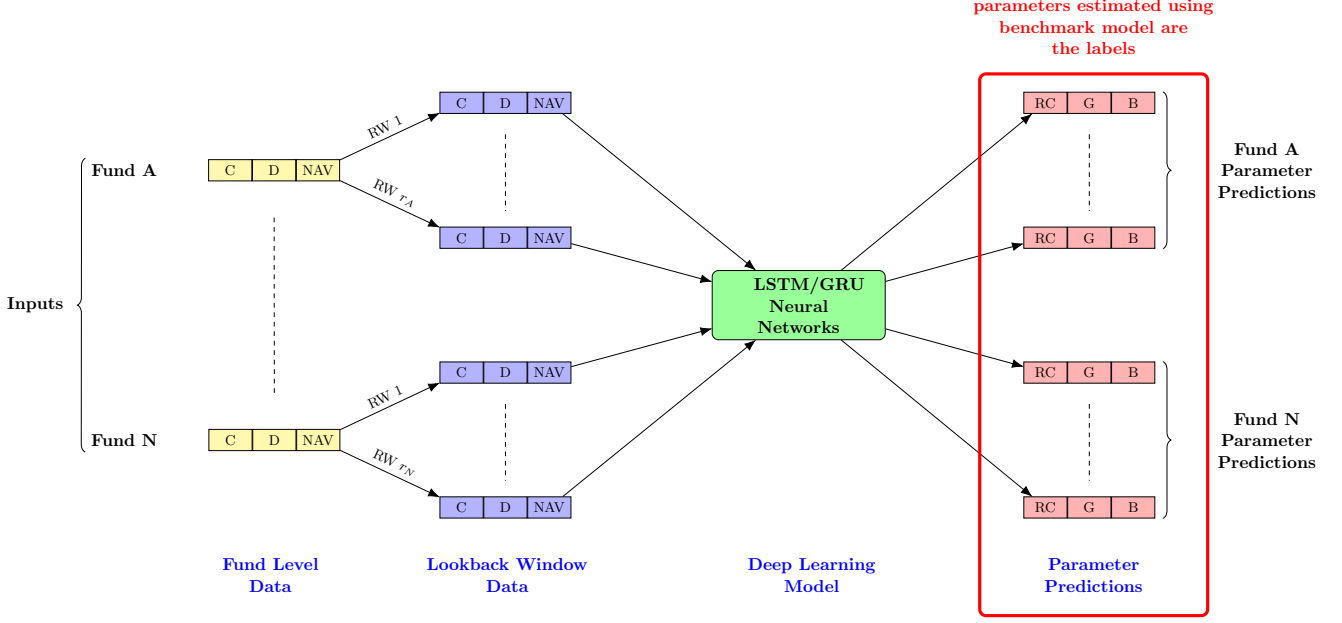 parameters estimated using
benchmark model are
the labels
C D NAV
RC G B
RW 1
Fund A
C D NAV
Fund A
Parameter
Predictions
RW r_A
C D NAV
RC G B
Inputs
LSTM/GRU
Neural
Networks
C D NAV
RC G B
RW 1
Fund N
C D NAV
Fund N
Parameter
Predictions
RW r_N
C D NAV
RC G B
Fund Level
Data
Lookback Window
Data
Deep Learning
Model
Parameter
Predictions